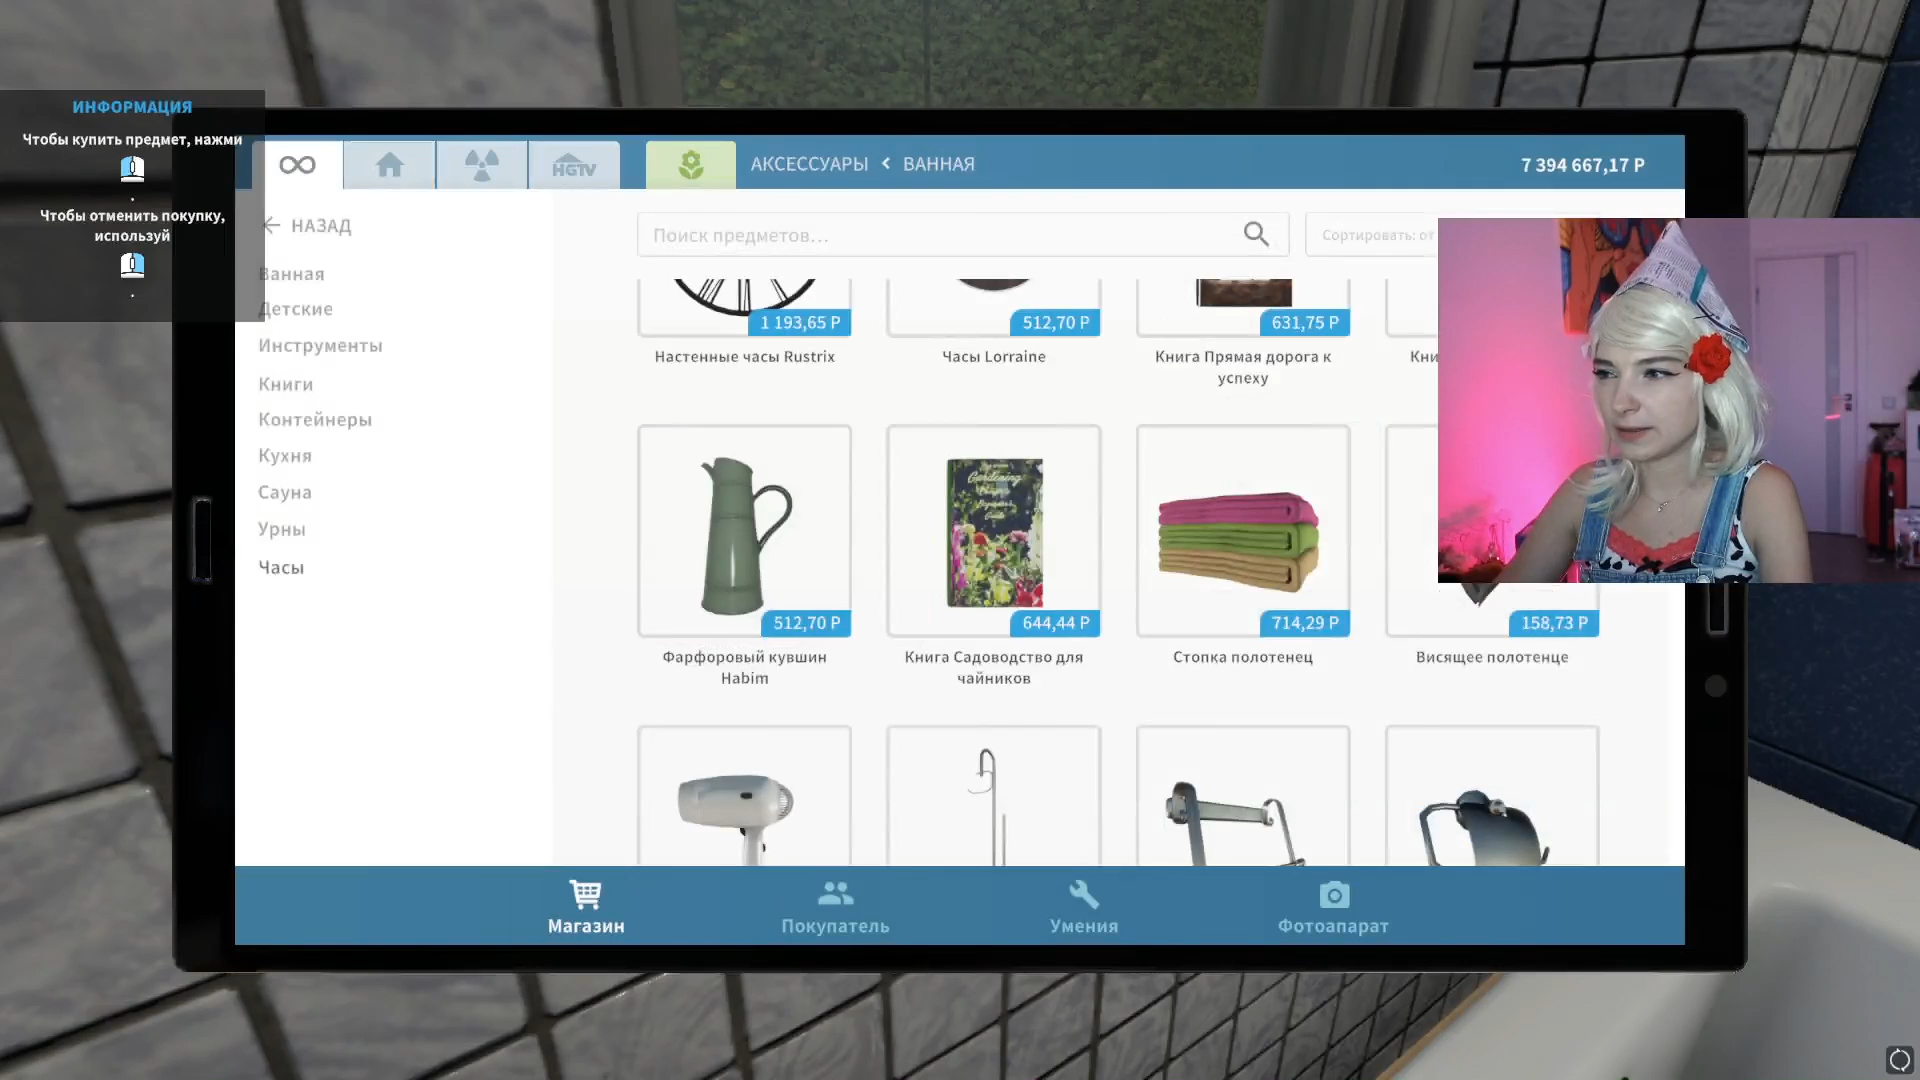 ИНФОРМАЦИЯ
Чтобы купить предмет, нажми
.
Чтобы отменить покупку,
используй
.
HGTV
АКСЕССУАРЫ < ВАННАЯ
7 394 667,17 Р
← НАЗАД
Ванная
Детские
Инструменты
Книги
Контейнеры
Кухня
Сауна
Урны
Часы
Поиск предметов...
Сортировать: от
1 193,65 Р
512,70 Р
631,75 Р
Настенные часы Rustrix
Часы Lorraine
Книга Прямая дорога к
успеху
Кни
Gardening
512,70 Р
644,44 Р
714,29 Р
158,73 Р
Фарфоровый кувшин
Habim
Книга Садоводство для
чайников
Стопка полотенец
Висящее полотенце
Магазин
Покупатель
Умения
Фотоапарат